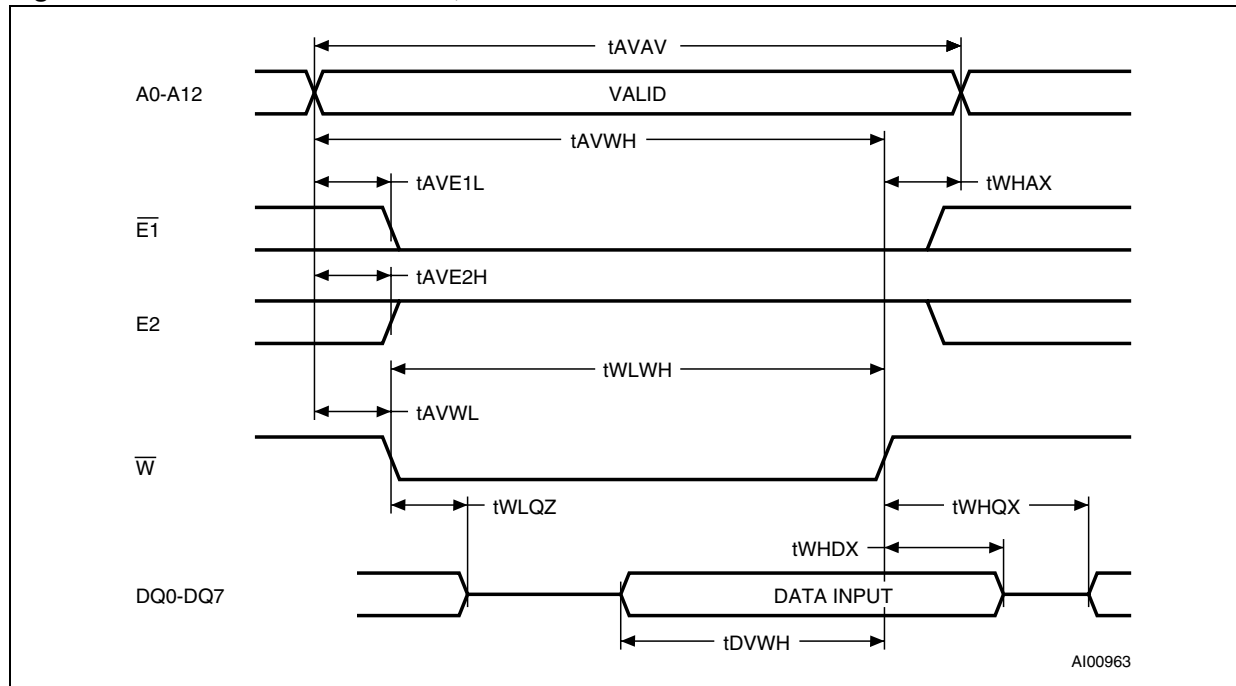 tAVAV
A0-A12
VALID
tAVWH
tAVE1L
tWHAX
E1
tAVE2H
E2
tWLWH
tAVWL
W
tWLQZ
tWHQX
tWHDX
DQ0-DQ7
DATA INPUT
tDVWH
AI00963